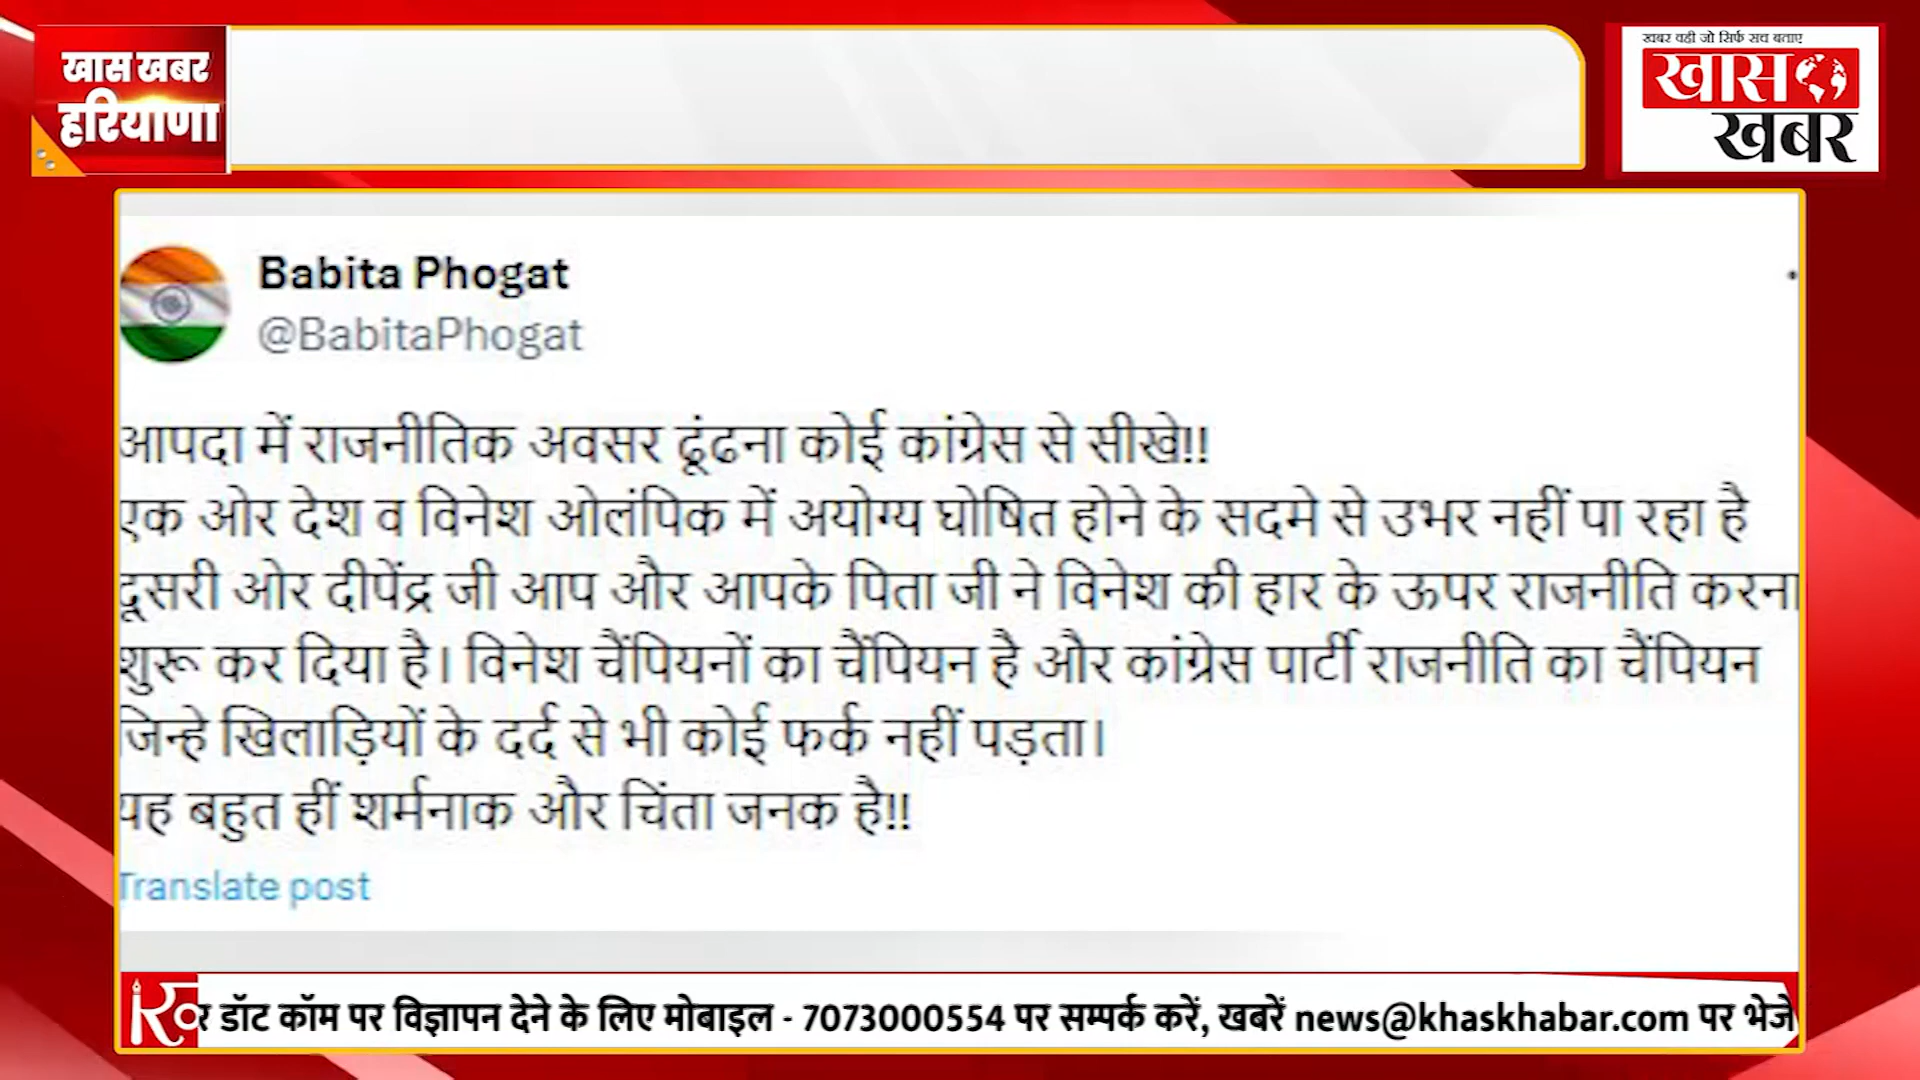 खास खबर
हरियाणा
खबर वही जो सिर्फ सच बताए
खास
खबर
Babita Phogat
@BabitaPhogat
आपदा में राजनीतिक अवसर ढूंढना कोई कांग्रेस से सीखे!!
एक ओर देश व विनेश ओलंपिक में अयोग्य घोषित होने के सदमे से उभर नहीं पा रहा है
दूसरी ओर दीपेंद्र जी आप और आपके पिता जी ने विनेश की हार के ऊपर राजनीति करना
शुरू कर दिया है। विनेश चैंपियनों का चैंपियन है और कांग्रेस पार्टी राजनीति का चैंपियन
जिन्हे खिलाड़ियों के दर्द से भी कोई फर्क नहीं पड़ता।
यह बहुत हीं शर्मनाक और चिंता जनक है!!
Translate post
र डॉट कॉम पर विज्ञापन देने के लिए मोबाइल - 7073000554 पर सम्पर्क करें, खबरें news@khaskhabar.com पर भेजें